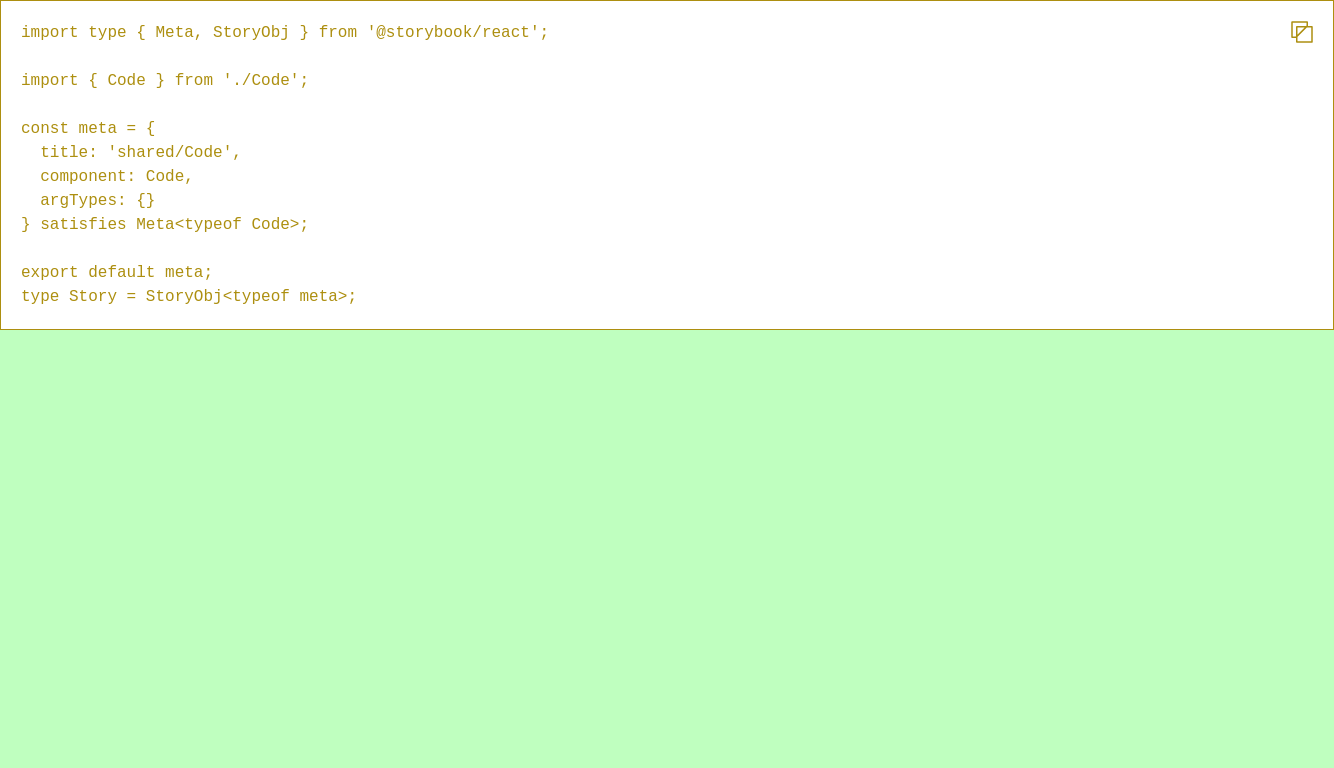 import type { Meta, StoryObj } from '@storybook/react';

import { Code } from './Code';

const meta = {
  title: 'shared/Code',
  component: Code,
  argTypes: {}
} satisfies Meta<typeof Code>;

export default meta;
type Story = StoryObj<typeof meta>;